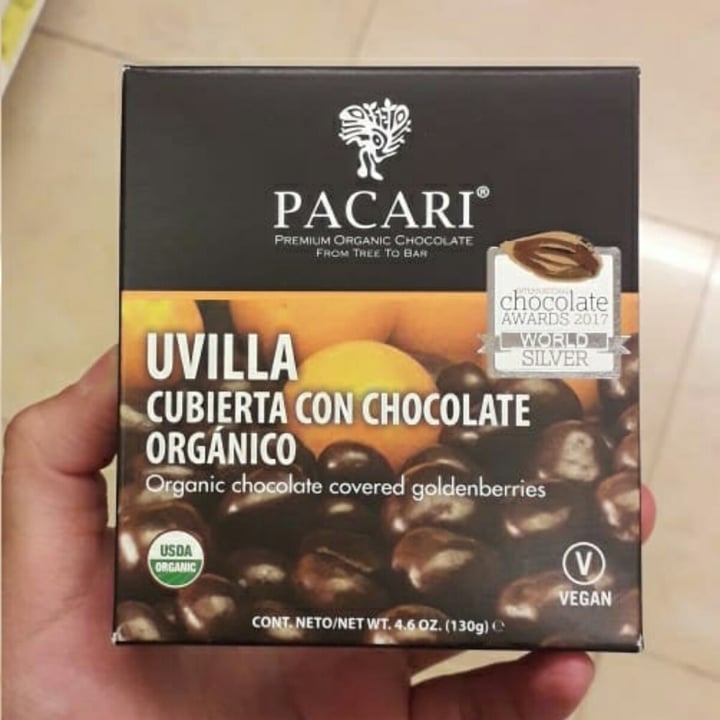 PACARI®
PREMIUM ORGANIC CHOCOLATE
FROM TREE TO BAR
INTERNATIONAL
chocolate
AWARDS 2017
WORLD
SILVER
UVILLA
CUBIERTA CON CHOCOLATE
ORGÁNICO
Organic chocolate covered goldenberries
USDA
ORGANIC
V
VEGAN
CONT. NETO/NET WT. 4.6 OZ. (130g) e